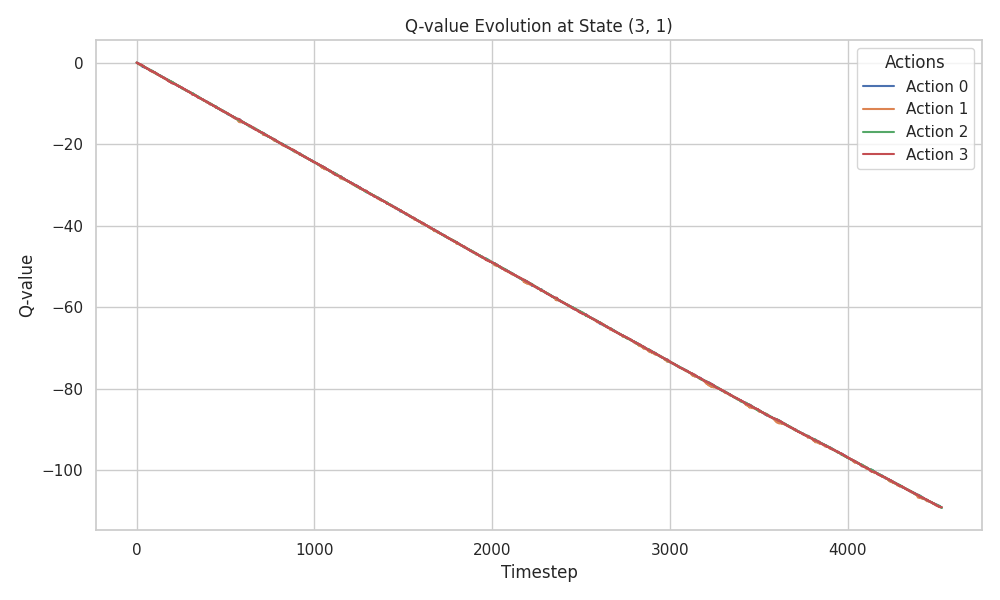 Q-value Evolution at State (3, 1)
Actions
Action 0
Action 1
Action 2
Action 3
Q-value
0
−20
−40
−60
−80
−100
0 1000 2000 3000 4000
Timestep